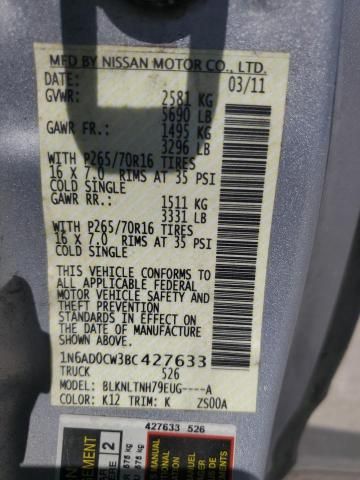 MFD BY NISSAN MOTOR CO., LTD.
DATE: 03/11
GVWR: 2581 KG
5690 LB
GAWR FR.: 1495 KG
3296 LB
WITH P265/70R16 TIRES
16 X 7.0 RIMS AT 35 PSI
COLD SINGLE
GAWR RR.: 1511 KG
3331 LB
WITH P265/70R16 TIRES
16 X 7.0 RIMS AT 35 PSI
COLD SINGLE
THIS VEHICLE CONFORMS TO
ALL APPLICABLE FEDERAL
MOTOR VEHICLE SAFETY
STANDARDS IN EFFECT ON
THE DATE OF MANUFACTURE
SHOWN ABOVE.
1N6AD0CW3BC427633
TRUCK 526
MODEL: BLKNLTNH79EUG----A
COLOR: K12 TRIM: K ZS00A
427633 526
2